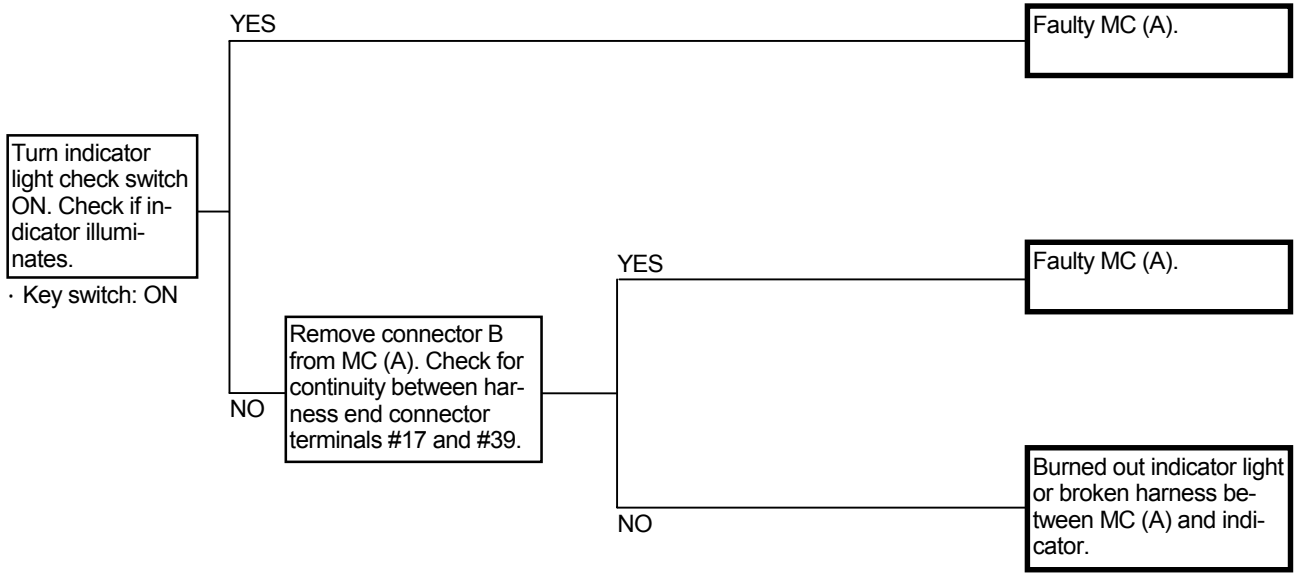 YES
Faulty MC (A).
Turn indicator
light check switch
ON. Check if in-
dicator illumi-
nates.
· Key switch: ON
NO
Remove connector B
from MC (A). Check for
continuity between har-
ness end connector
terminals #17 and #39.
YES
Faulty MC (A).
NO
Burned out indicator light
or broken harness be-
tween MC (A) and indi-
cator.